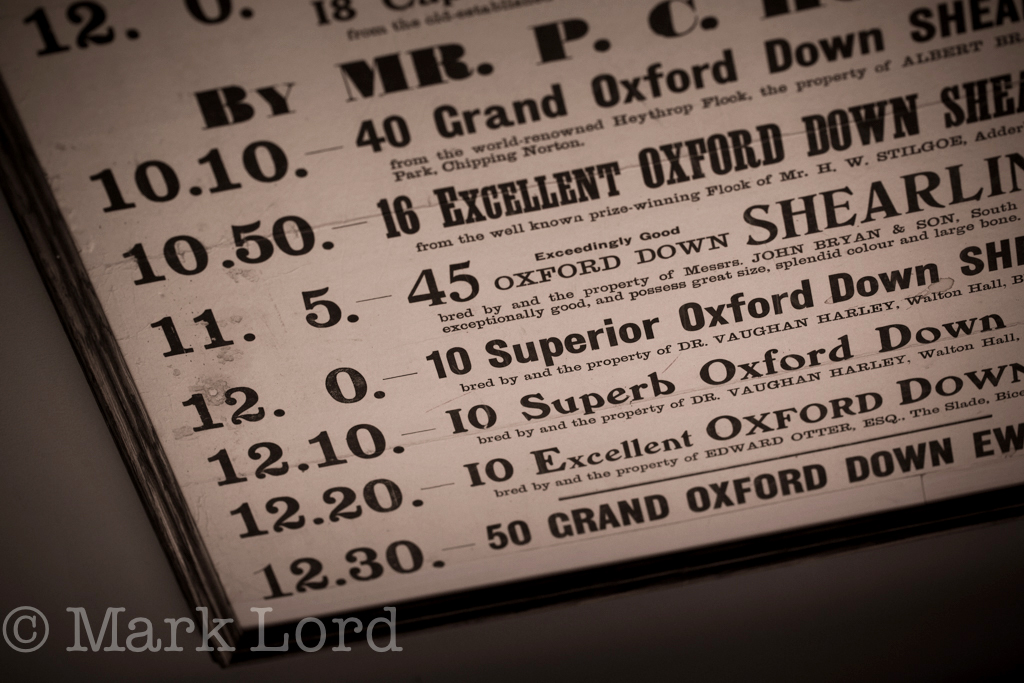 12. 0. 18
from the old-established
BY MR. P. C.
10.10. — 40 Grand Oxford Down
from the world-renowned Heythrop Flock, the property of ALBERT
Park, Chipping Norton.
10.50. — 16 EXCELLENT OXFORD DOWN
from the well known prize-winning Flock of Mr. H. W. STILGOE,
Exceedingly Good
11. 5. — 45 OXFORD DOWN
bred by and the property of Messrs. JOHN BRYAN & SON, South
exceptionally good, and possess great size, splendid colour and large bone.
12. 0. — 10 Superior Oxford Down
bred by and the property of DR. VAUGHAN HARLEY, Walton Hall,
12.10. — 10 Superb Oxford Down
bred by and the property of DR. VAUGHAN HARLEY, Walton Hall,
12.20. — 10 Excellent OXFORD DOWN
bred by and the property of EDWARD OTTER, ESQ., The Slade,
12.30. — 50 GRAND OXFORD DOWN
© Mark Lord